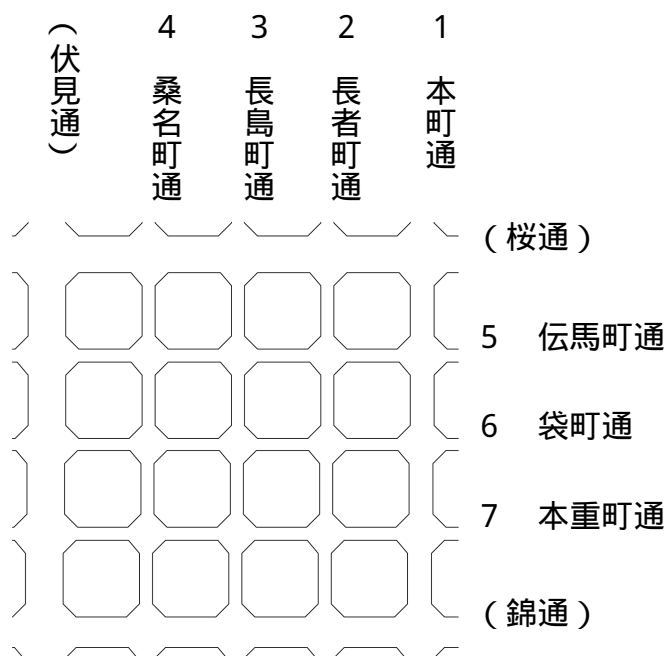 (伏見通)
4 桑名町通
3 長島町通
2 長者町通
1 本町通
(桜通)
5 伝馬町通
6 袋町通
7 本重町通
(錦通)